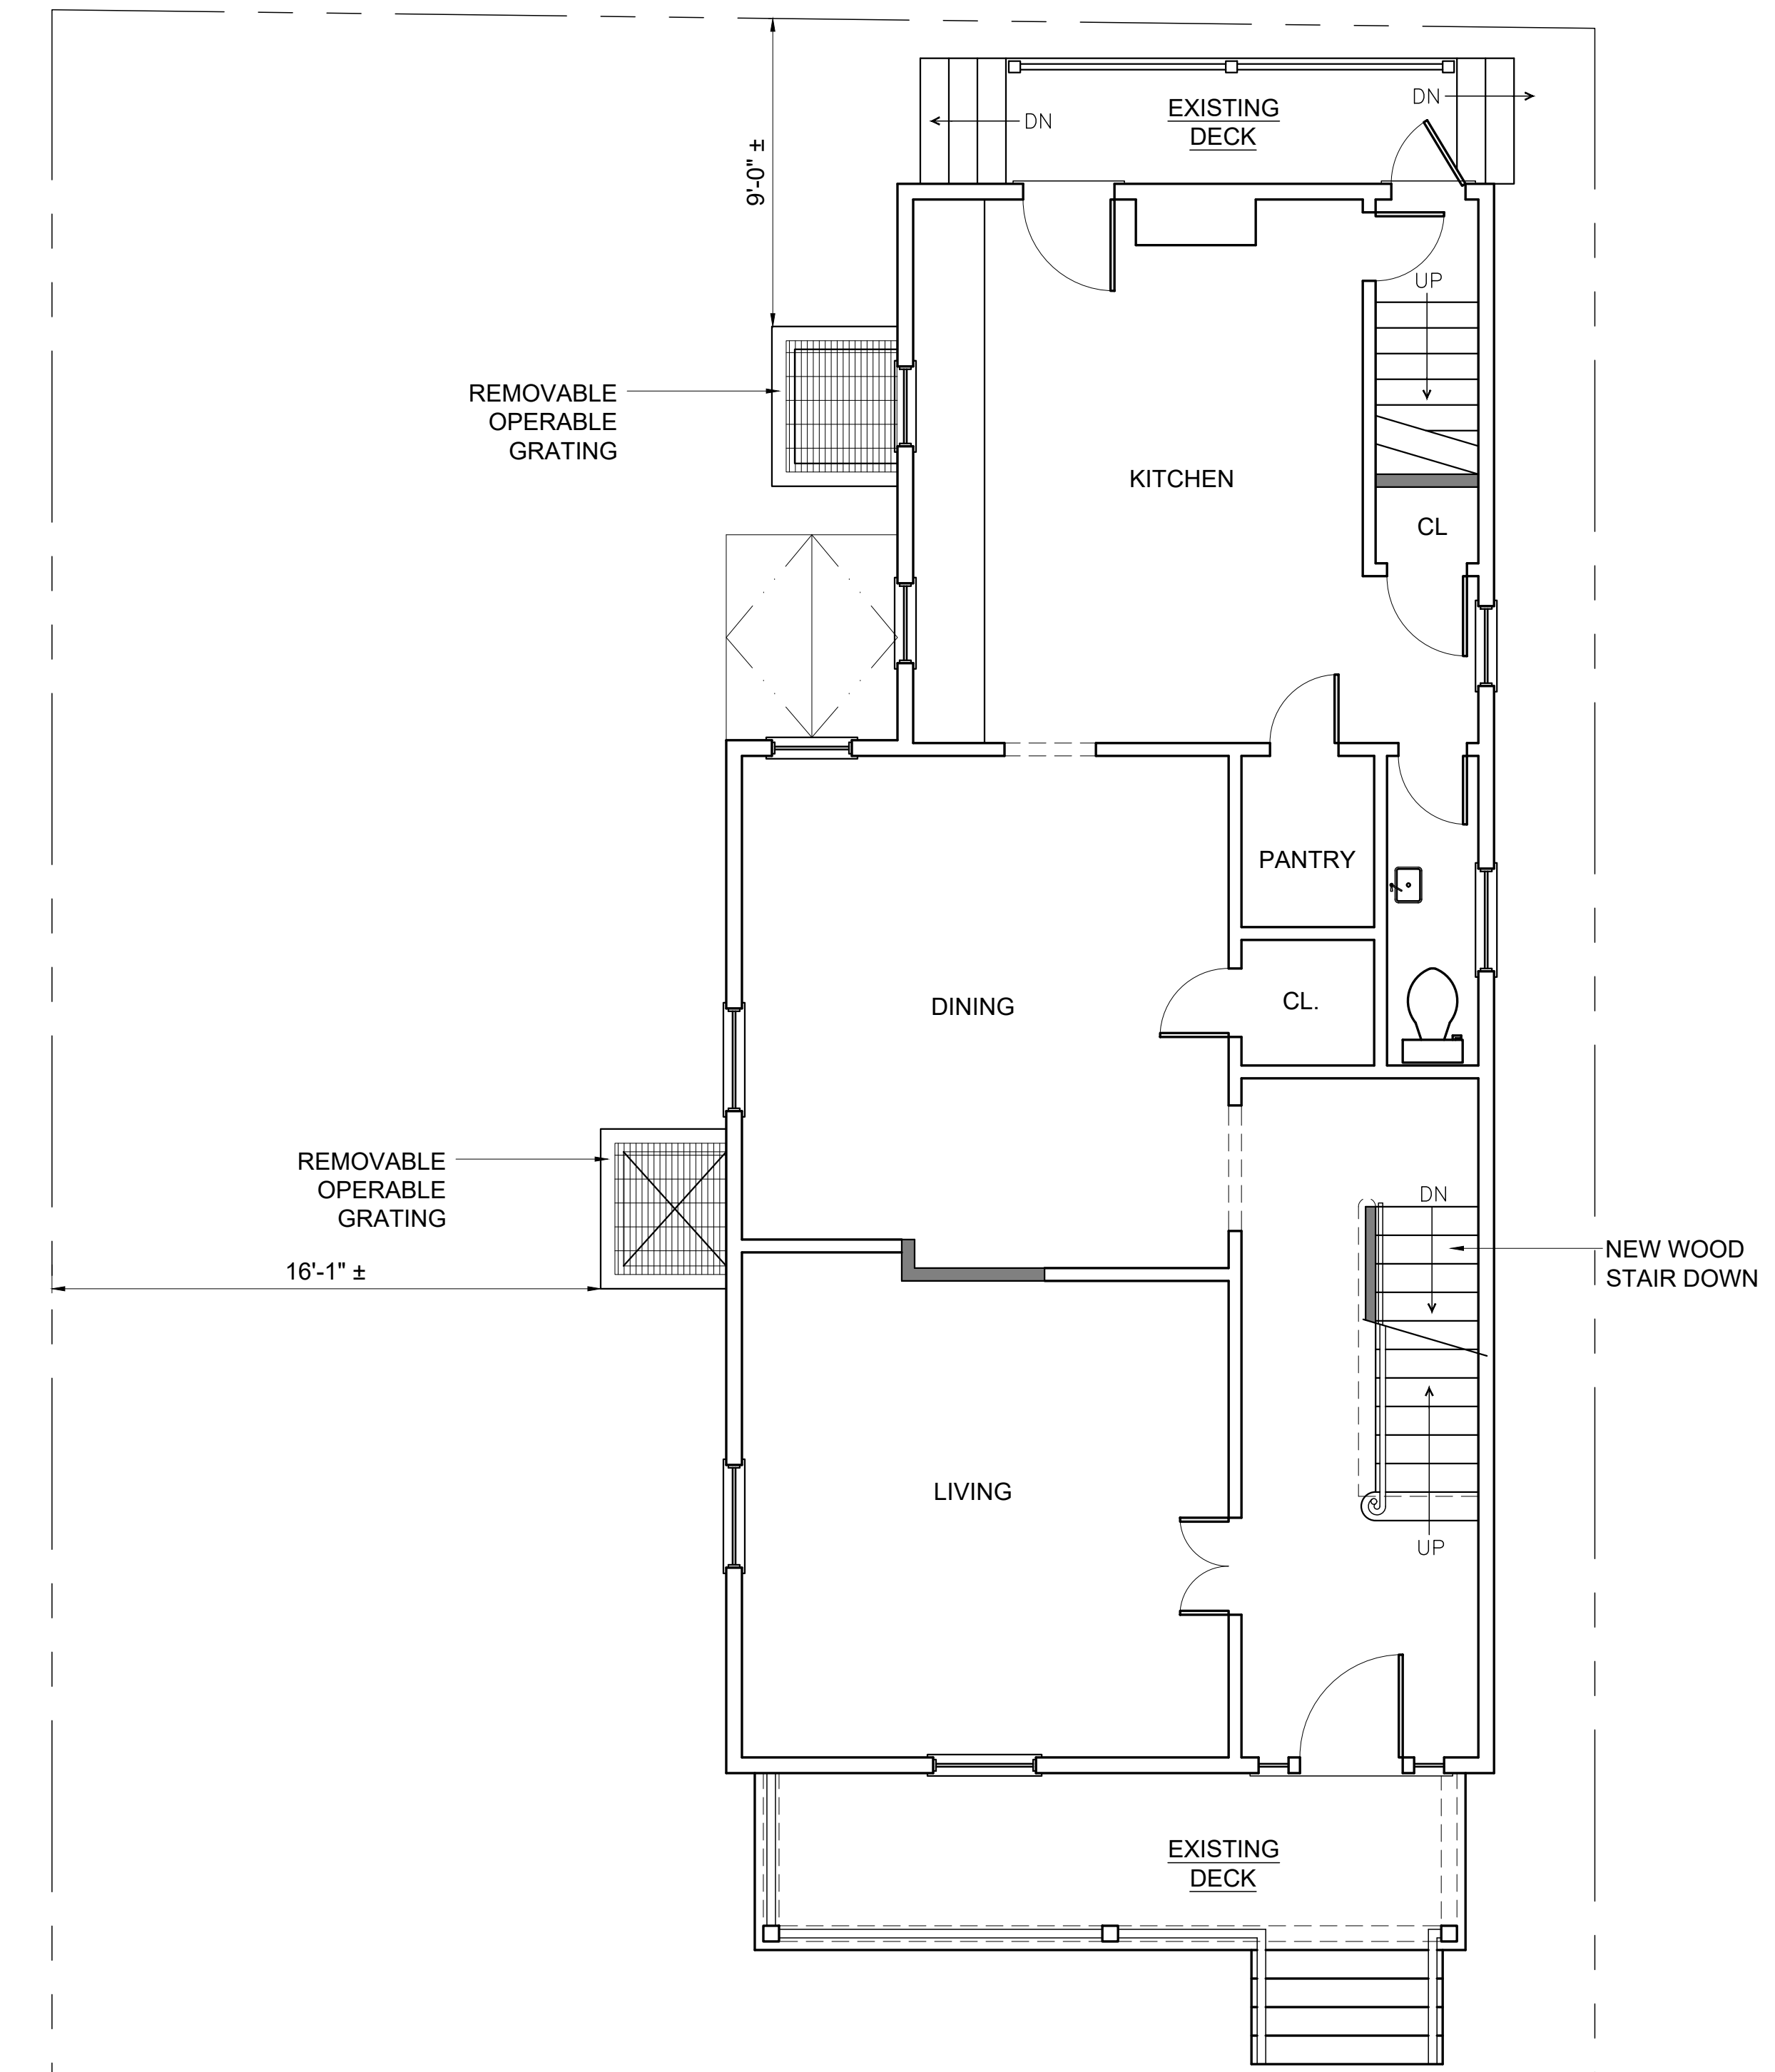 DN
EXISTING
DECK
DN
9'-0" ±
UP
REMOVABLE
OPERABLE
GRATING
KITCHEN
CL
PANTRY
DINING
CL.
REMOVABLE
OPERABLE
GRATING
16'-1" ±
DN
NEW WOOD
STAIR DOWN
LIVING
UP
EXISTING
DECK